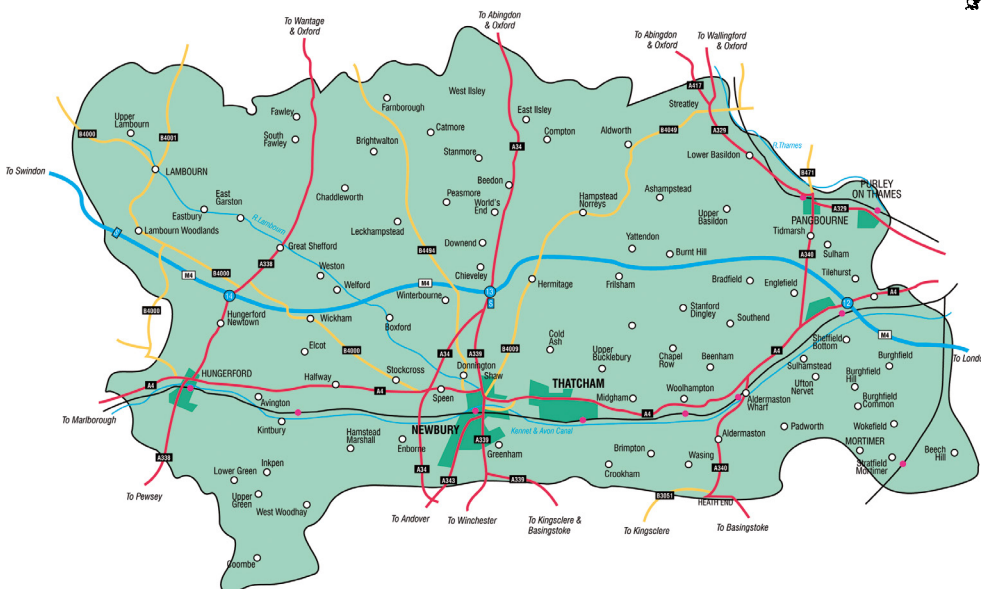 To Wantage
& Oxford
To Abingdon
& Oxford
To Abingdon
& Oxford
To Wallingford
& Oxford
A417
West Ilsley
Farnborough
Streatley
Fawley
East Ilsley
Upper
Lambourn
B4000
B4001
South
Fawley
Catmore
Compton
Aldworth
B4049
A329
Brightwalton
A34
R.Thames
Stanmore
Lower Basildon
To Swindon
LAMBOURN
B471
Beedon
PURLEY
ON THAMES
Chaddleworth
Peasmore
World's
End
Hampstead
Norreys
Ashampstead
East
Garston
Eastbury
R.Lambourn
Upper
Basildon
A329
PANGBOURNE
Lambourn Woodlands
S
Leckhampstead
Tidmarsh
Great Shefford
Downend
Yattendon
B4494
Burnt Hill
A340
Sulham
A338
Weston
Chieveley
M4
B4000
Welford
M4
Hermitage
Frilsham
Bradfield
Englefield
Tilehurst
14
Winterbourne
13
S
12
A4
B4000
Hungerford
Newtown
Wickham
Boxford
Stanford
Dingley
Southend
M4
Elcot
B4000
A34
A339
B4009
Cold
Ash
Upper
Bucklebury
Chapel
Row
Beenham
A4
Sheffield
Bottom
To London
Burghfield
HUNGERFORD
Halfway
Stockcross
Donnington
Shaw
Sulhamstead
Burghfield
Hill
A4
A4
Speen
THATCHAM
Woolhampton
Ufton
Nervet
Avington
Midgham
A4
Aldermaston
Wharf
Burghfield
Common
To Marlborough
Kintbury
NEWBURY
Kennet & Avon Canal
Padworth
Wokefield
Hamstead
Marshall
Enborne
A339
Greenham
Aldermaston
MORTIMER
A338
Brimpton
Wasing
Beech
Hill
Lower Green
Inkpen
A34
A343
A339
Crookham
A340
Stratfield
Mortimer
To Pewsey
Upper
Green
West Woodhay
B3051
HEATH END
To Andover
To Winchester
To Kingsclere &
Basingstoke
To Kingsclere
To Basingstoke
Coombe